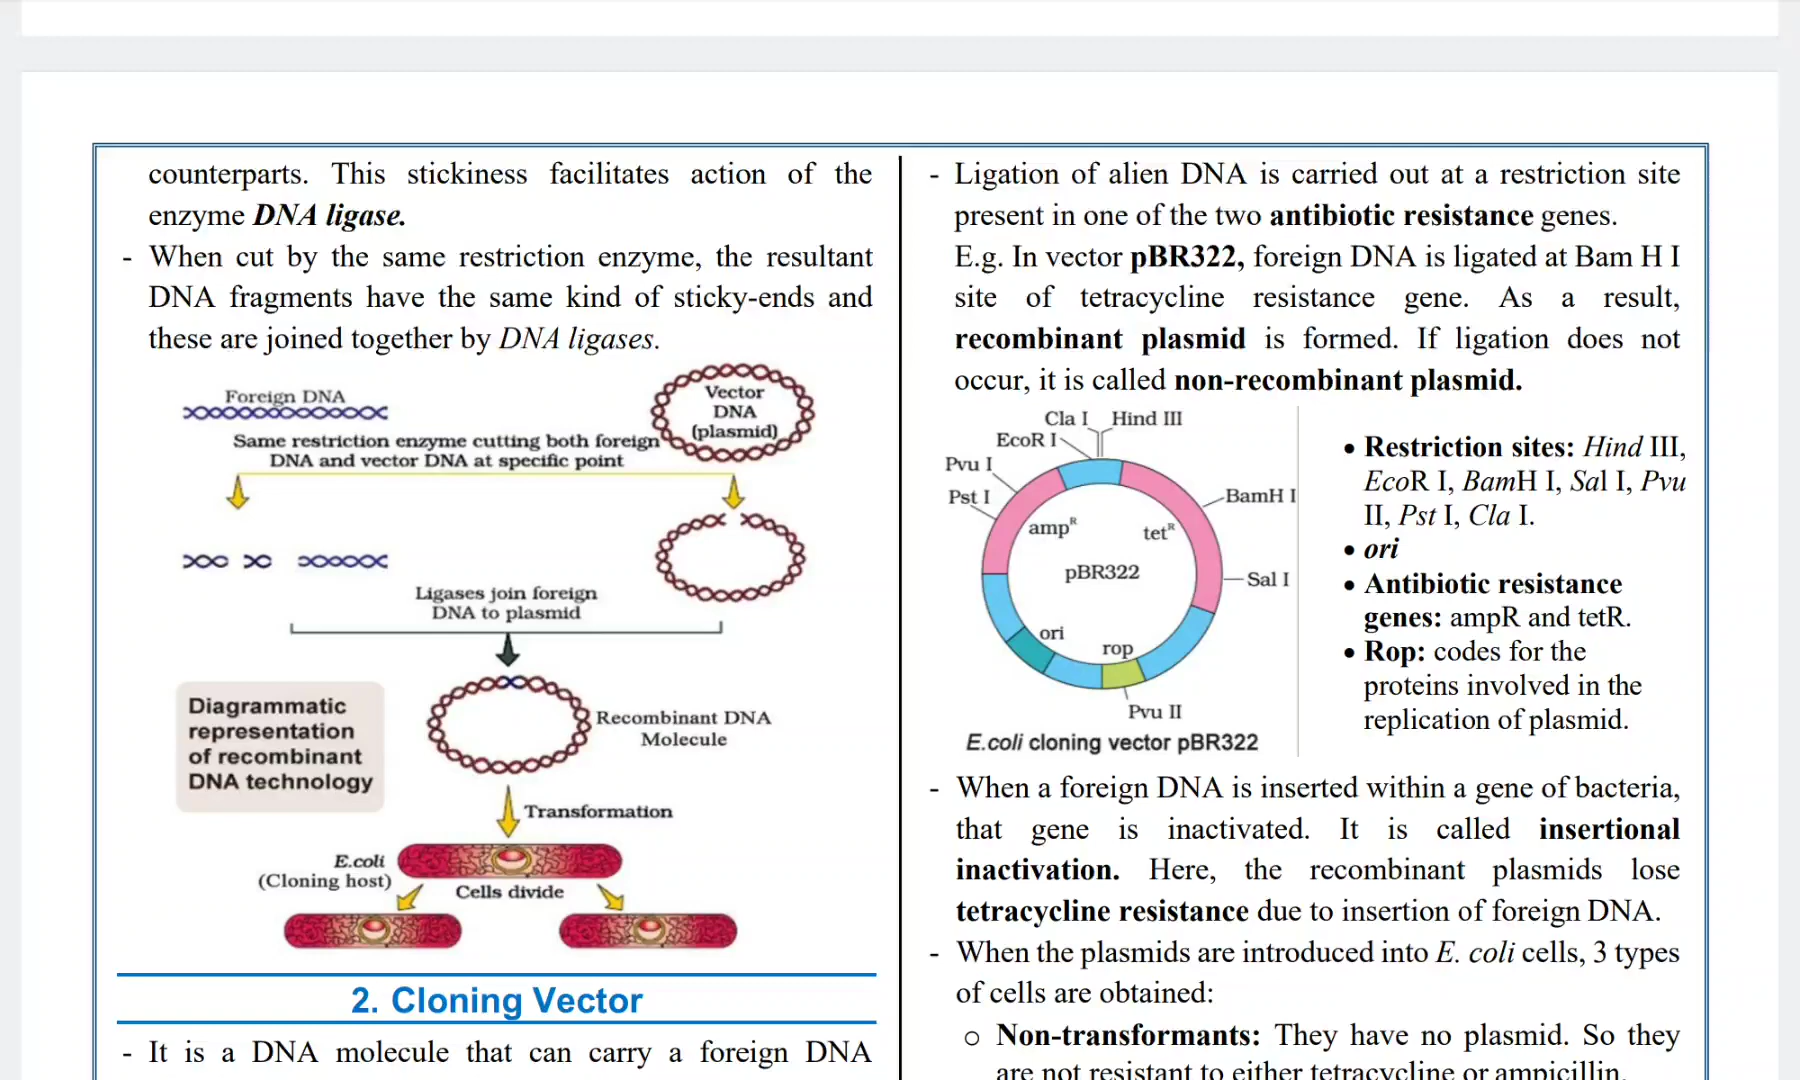 counterparts. This stickiness facilitates action of the
enzyme DNA ligase.
- When cut by the same restriction enzyme, the resultant
DNA fragments have the same kind of sticky-ends and
these are joined together by DNA ligases.
Foreign DNA
Vector
DNA
(plasmid)
Same restriction enzyme cutting both foreign
DNA and vector DNA at specific point
Ligases join foreign
DNA to plasmid
Diagrammatic
representation
of recombinant
DNA technology
Recombinant DNA
Molecule
Transformation
E.coli
(Cloning host)
Cells divide
2. Cloning Vector
- It is a DNA molecule that can carry a foreign DNA
- Ligation of alien DNA is carried out at a restriction site
present in one of the two antibiotic resistance genes.
E.g. In vector pBR322, foreign DNA is ligated at Bam H I
site of tetracycline resistance gene. As a result,
recombinant plasmid is formed. If ligation does not
occur, it is called non-recombinant plasmid.
Cla I Hind III
EcoR I
Pvu I
Pst I
BamH I
ampR
tetR
pBR322
Sal I
ori
rop
Pvu II
E.coli cloning vector pBR322
• Restriction sites: Hind III,
EcoR I, BamH I, Sal I, Pvu
II, Pst I, Cla I.
• ori
• Antibiotic resistance
genes: ampR and tetR.
• Rop: codes for the
proteins involved in the
replication of plasmid.
- When a foreign DNA is inserted within a gene of bacteria,
that gene is inactivated. It is called insertional
inactivation. Here, the recombinant plasmids lose
tetracycline resistance due to insertion of foreign DNA.
- When the plasmids are introduced into E. coli cells, 3 types
of cells are obtained:
o Non-transformants: They have no plasmid. So they
are not resistant to either tetracycline or ampicillin.